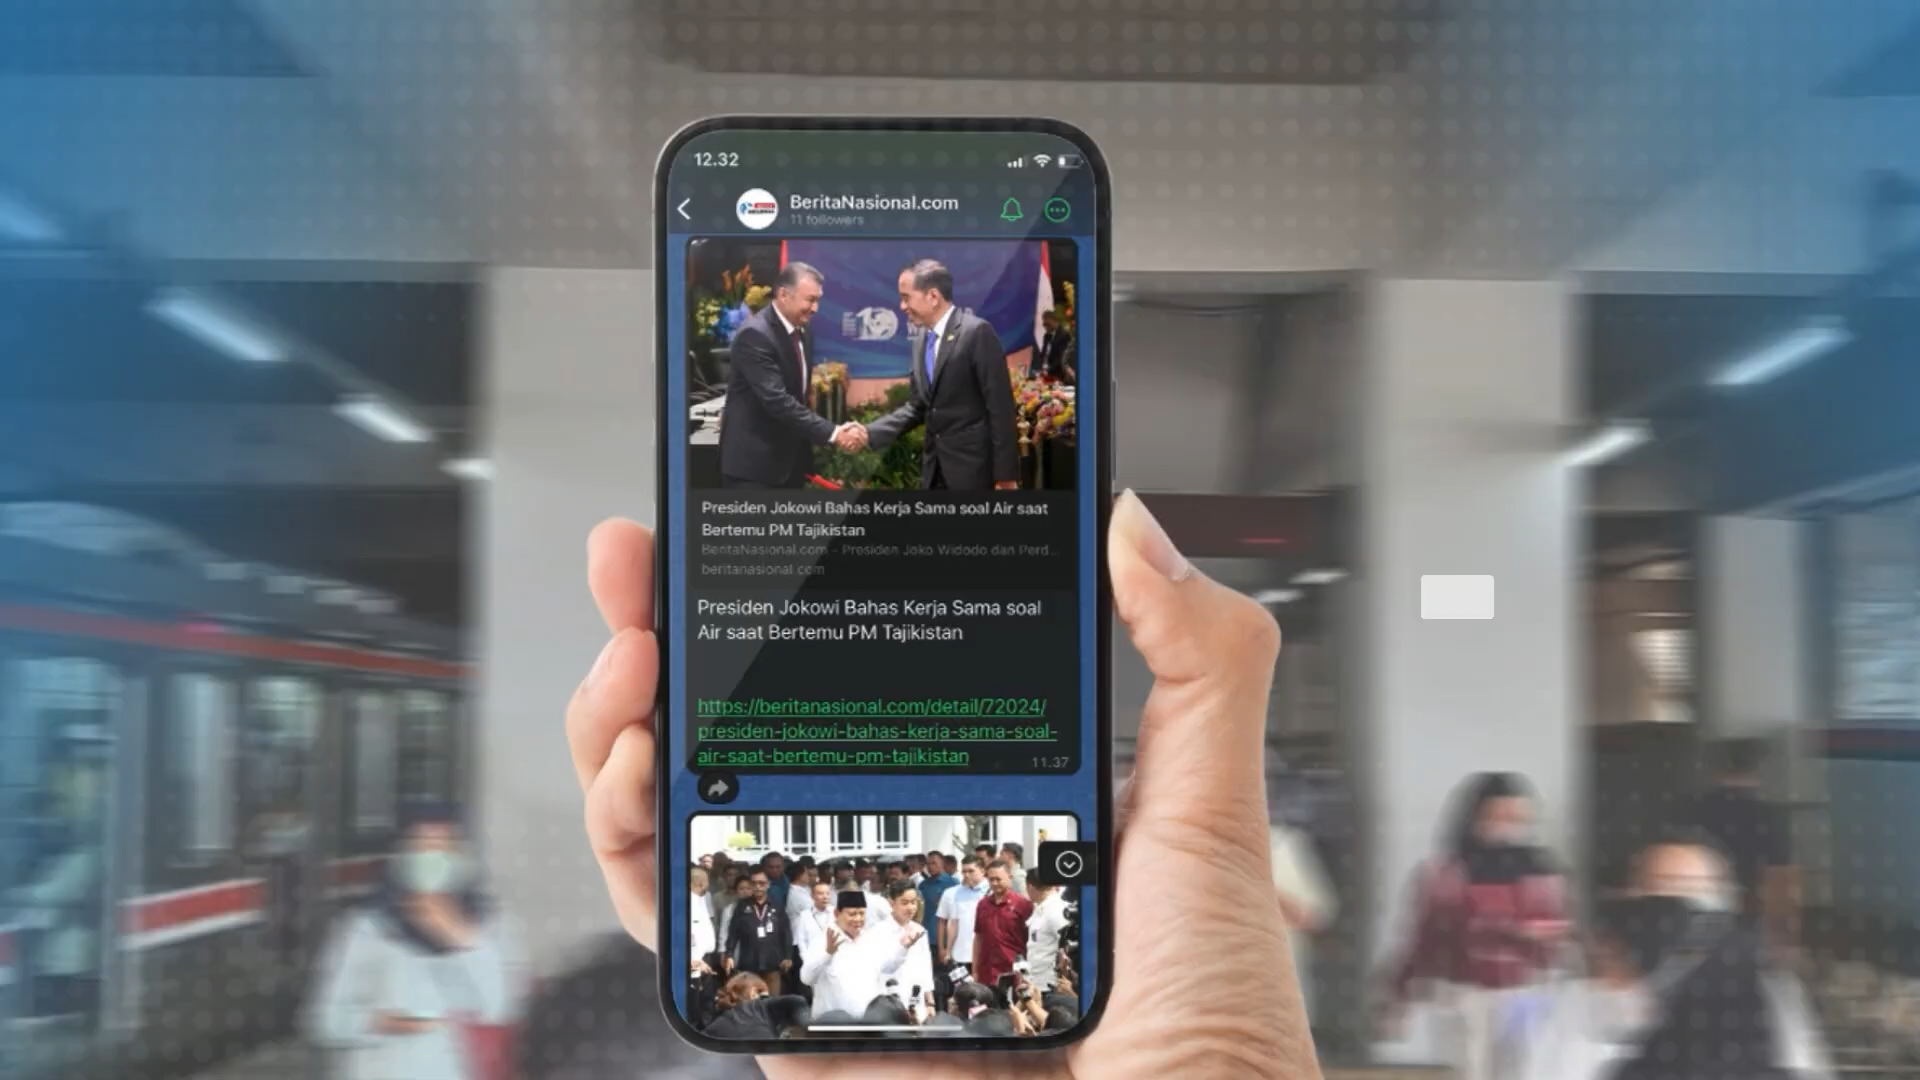 12.32
BeritaNasional.com
11 followers
10
Presiden Jokowi Bahas Kerja Sama soal Air saat
Bertemu PM Tajikistan
BeritaNasional.com - Presiden Joko Widodo dan Perd...
beritanasional.com
Presiden Jokowi Bahas Kerja Sama soal
Air saat Bertemu PM Tajikistan
https://beritanasional.com/detail/72024/
presiden-jokowi-bahas-kerja-sama-soal-
air-saat-bertemu-pm-tajikistan
11.37